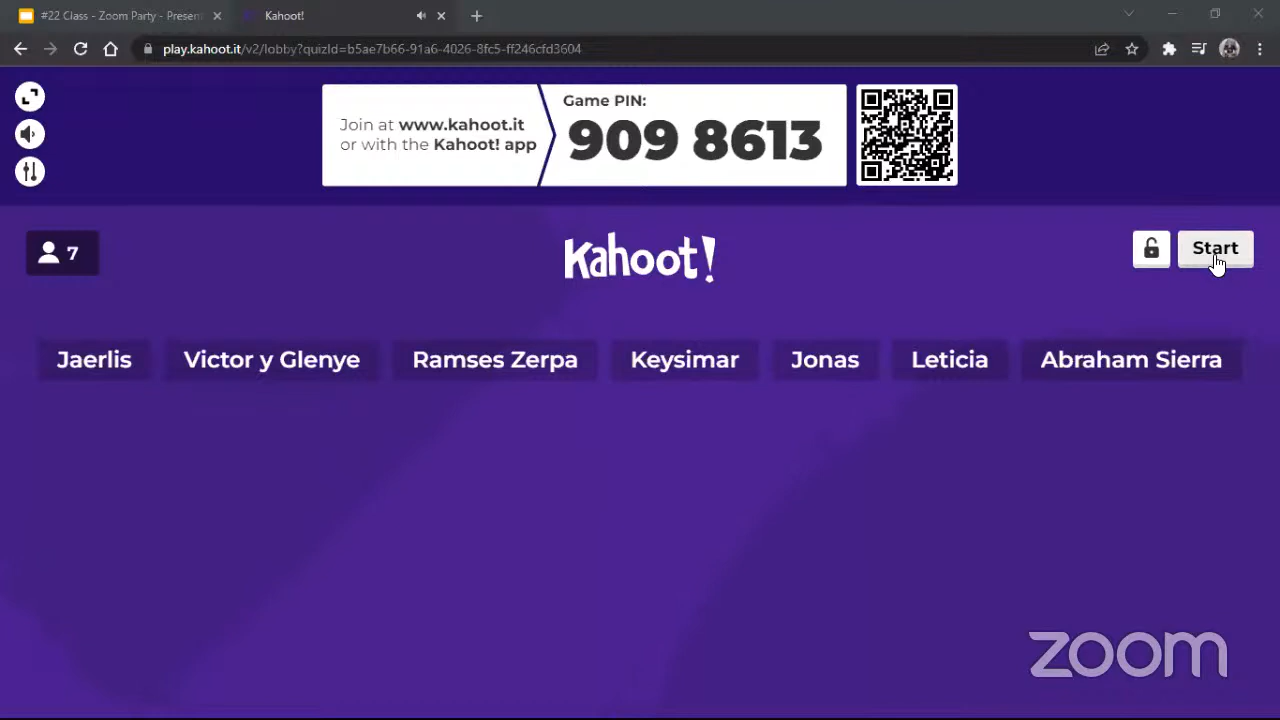 #22 Class - Zoom Party - Presen
Kahoot!
play.kahoot.it/v2/lobby?quizId=b5ae7b66-91a6-4026-8fc5-ff246cfd3604
Join at www.kahoot.it
or with the Kahoot! app
Game PIN:
909 8613
7
Kahoot!
Start
Jaerlis
Victor y Glenye
Ramses Zerpa
Keysimar
Jonas
Leticia
Abraham Sierra
zoom